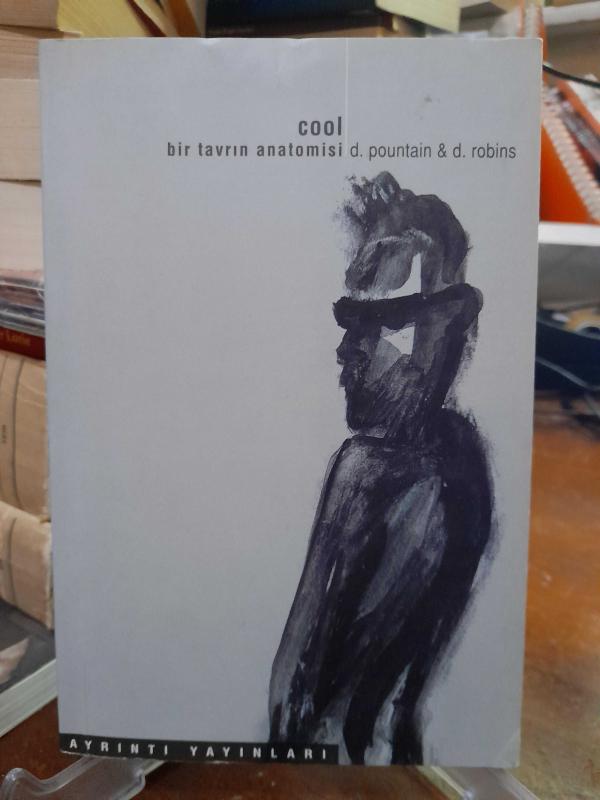 cool
bir tavrın anatomisi d. pountain & d. robins
AYRINTI YAYINLARI